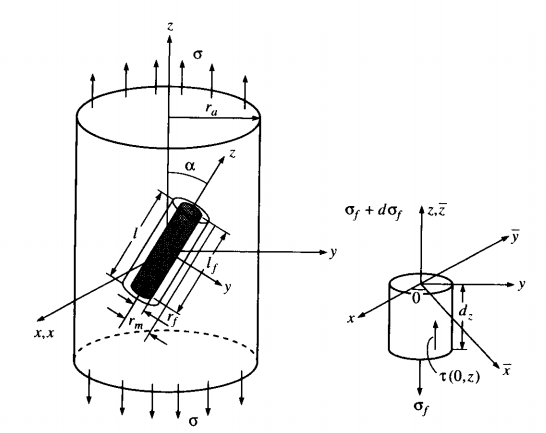 z
σ
r_a
z
α
l
l_f
y
y
x, x
r_m
r_f
σ
σ_f + dσ_f
z, z̅
y̅
0̅
y
x
d_z
x̅
τ(0, z)
σ_f